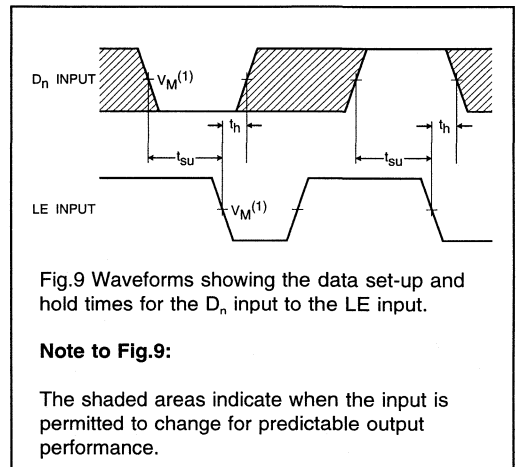 Dn INPUT
VM(1)
th
th
tsu
tsu
LE INPUT
VM(1)
Fig.9 Waveforms showing the data set-up and
hold times for the Dn input to the LE input.
Note to Fig.9:
The shaded areas indicate when the input is
permitted to change for predictable output
performance.